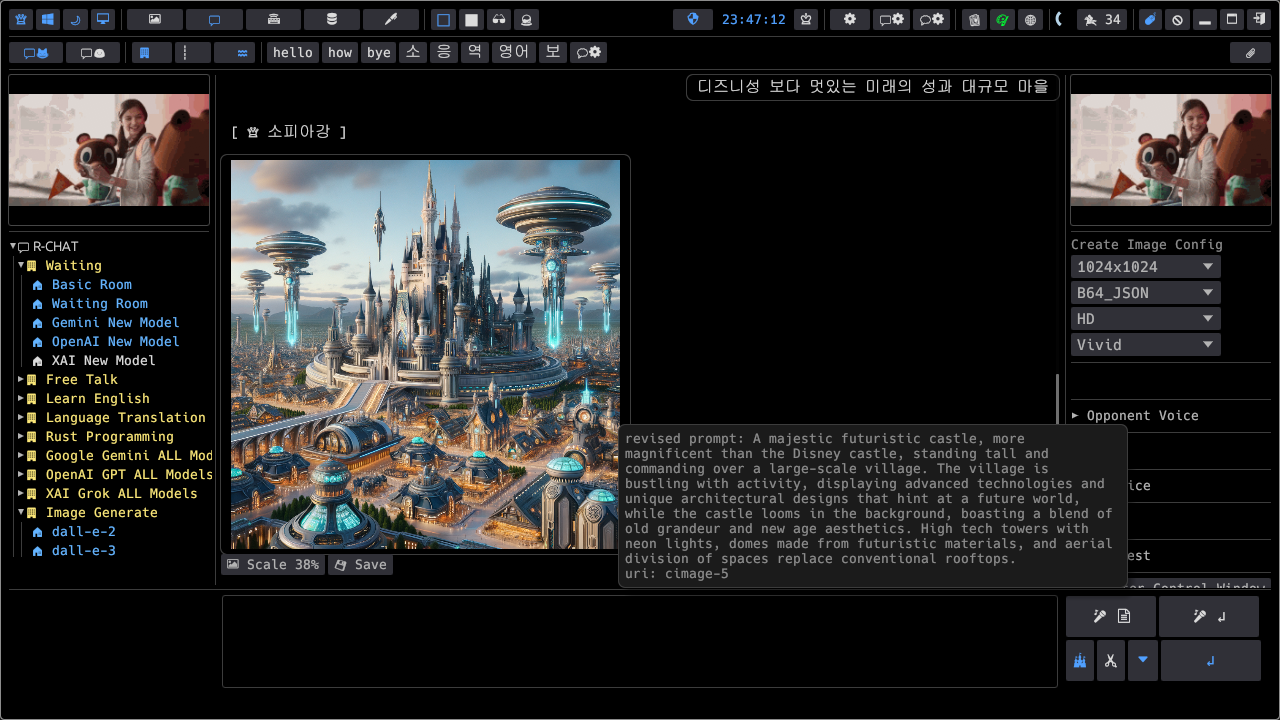 23:47:12
34
hello how bye 소 응 역 영어 보
디즈니성 보다 멋있는 미래의 성과 대규모 마을
[ 소피아강 ]
R-CHAT
Waiting
Basic Room
Waiting Room
Gemini New Model
OpenAI New Model
XAI New Model
Free Talk
Learn English
Language Translation
Rust Programming
Google Gemini ALL Mod
OpenAI GPT ALL Models
XAI Grok ALL Models
Image Generate
dall-e-2
dall-e-3
Scale 38% Save
revised prompt: A majestic futuristic castle, more
magnificent than the Disney castle, standing tall and
commanding over a large-scale village. The village is
bustling with activity, displaying advanced technologies and
unique architectural designs that hint at a future world,
while the castle looms in the background, boasting a blend of
old grandeur and new age aesthetics. High tech towers with
neon lights, domes made from futuristic materials, and aerial
division of spaces replace conventional rooftops.
uri: cimage-5
Create Image Config
1024x1024
B64_JSON
HD
Vivid
Opponent Voice
ice
est
er Control Window